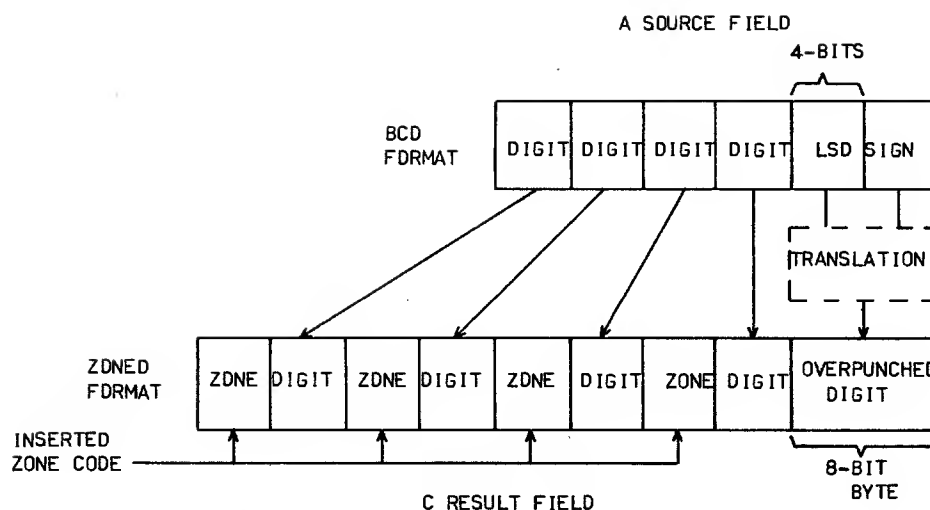 A SOURCE FIELD
4-BITS
BCD
FDRMAT
DIGIT DIGIT DIGIT DIGIT LSD SIGN
TRANSLATION
ZDNED
FDRMAT
ZDNE DIGIT ZDNE DIGIT ZDNE DIGIT ZONE DIGIT OVERPUNCHED
DIGIT
INSERTED
ZONE CODE
8-BIT
BYTE
C RESULT FIELD